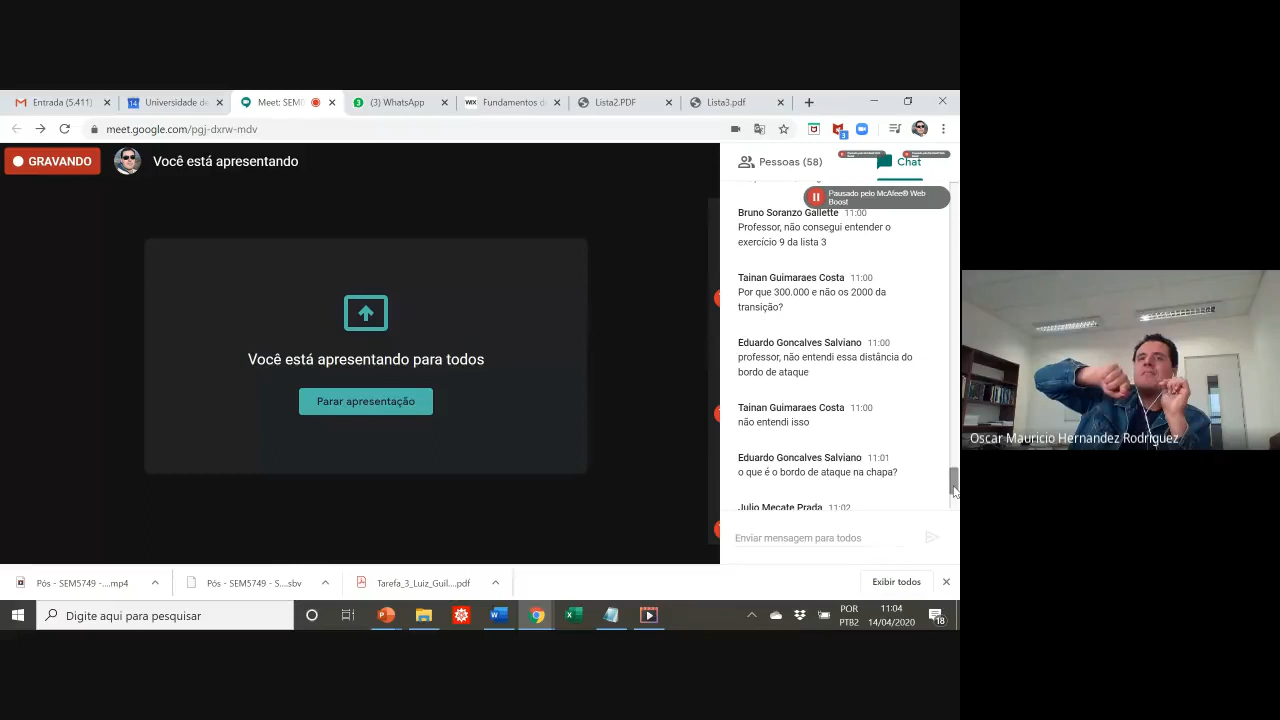 Entrada (5.411)
Universidade de
Meet: SEM0
(3) WhatsApp
WIX
Fundamentos d
Lista2.PDF
Lista3.pdf
meet.google.com/pgj-dxrw-mdv
3
GRAVANDO
Você está apresentando
Pessoas (58)
Chat
Pausado pelo McAfee® Web
Boost
Bruno Soranzo Gallette 11:00
Professor, não consegui entender o
exercício 9 da lista 3
Tainan Guimaraes Costa 11:00
Por que 300.000 e não os 2000 da
transição?
Eduardo Goncalves Salviano 11:00
professor, não entendi essa distância do
bordo de ataque
Tainan Guimaraes Costa 11:00
não entendi isso
Eduardo Goncalves Salviano 11:01
o que é o bordo de ataque na chapa?
Julio Mecate Prada 11:02
Enviar mensagem para todos
Você está apresentando para todos
Parar apresentação
Oscar Mauricio Hernandez Rodriguez
Pós - SEM5749 -....mp4
Pós - SEM5749 - S....sbv
Tarefa_3_Luiz_Guil....pdf
Exibir todos
Digite aqui para pesquisar
POR
PTB2
11:04
14/04/2020
18